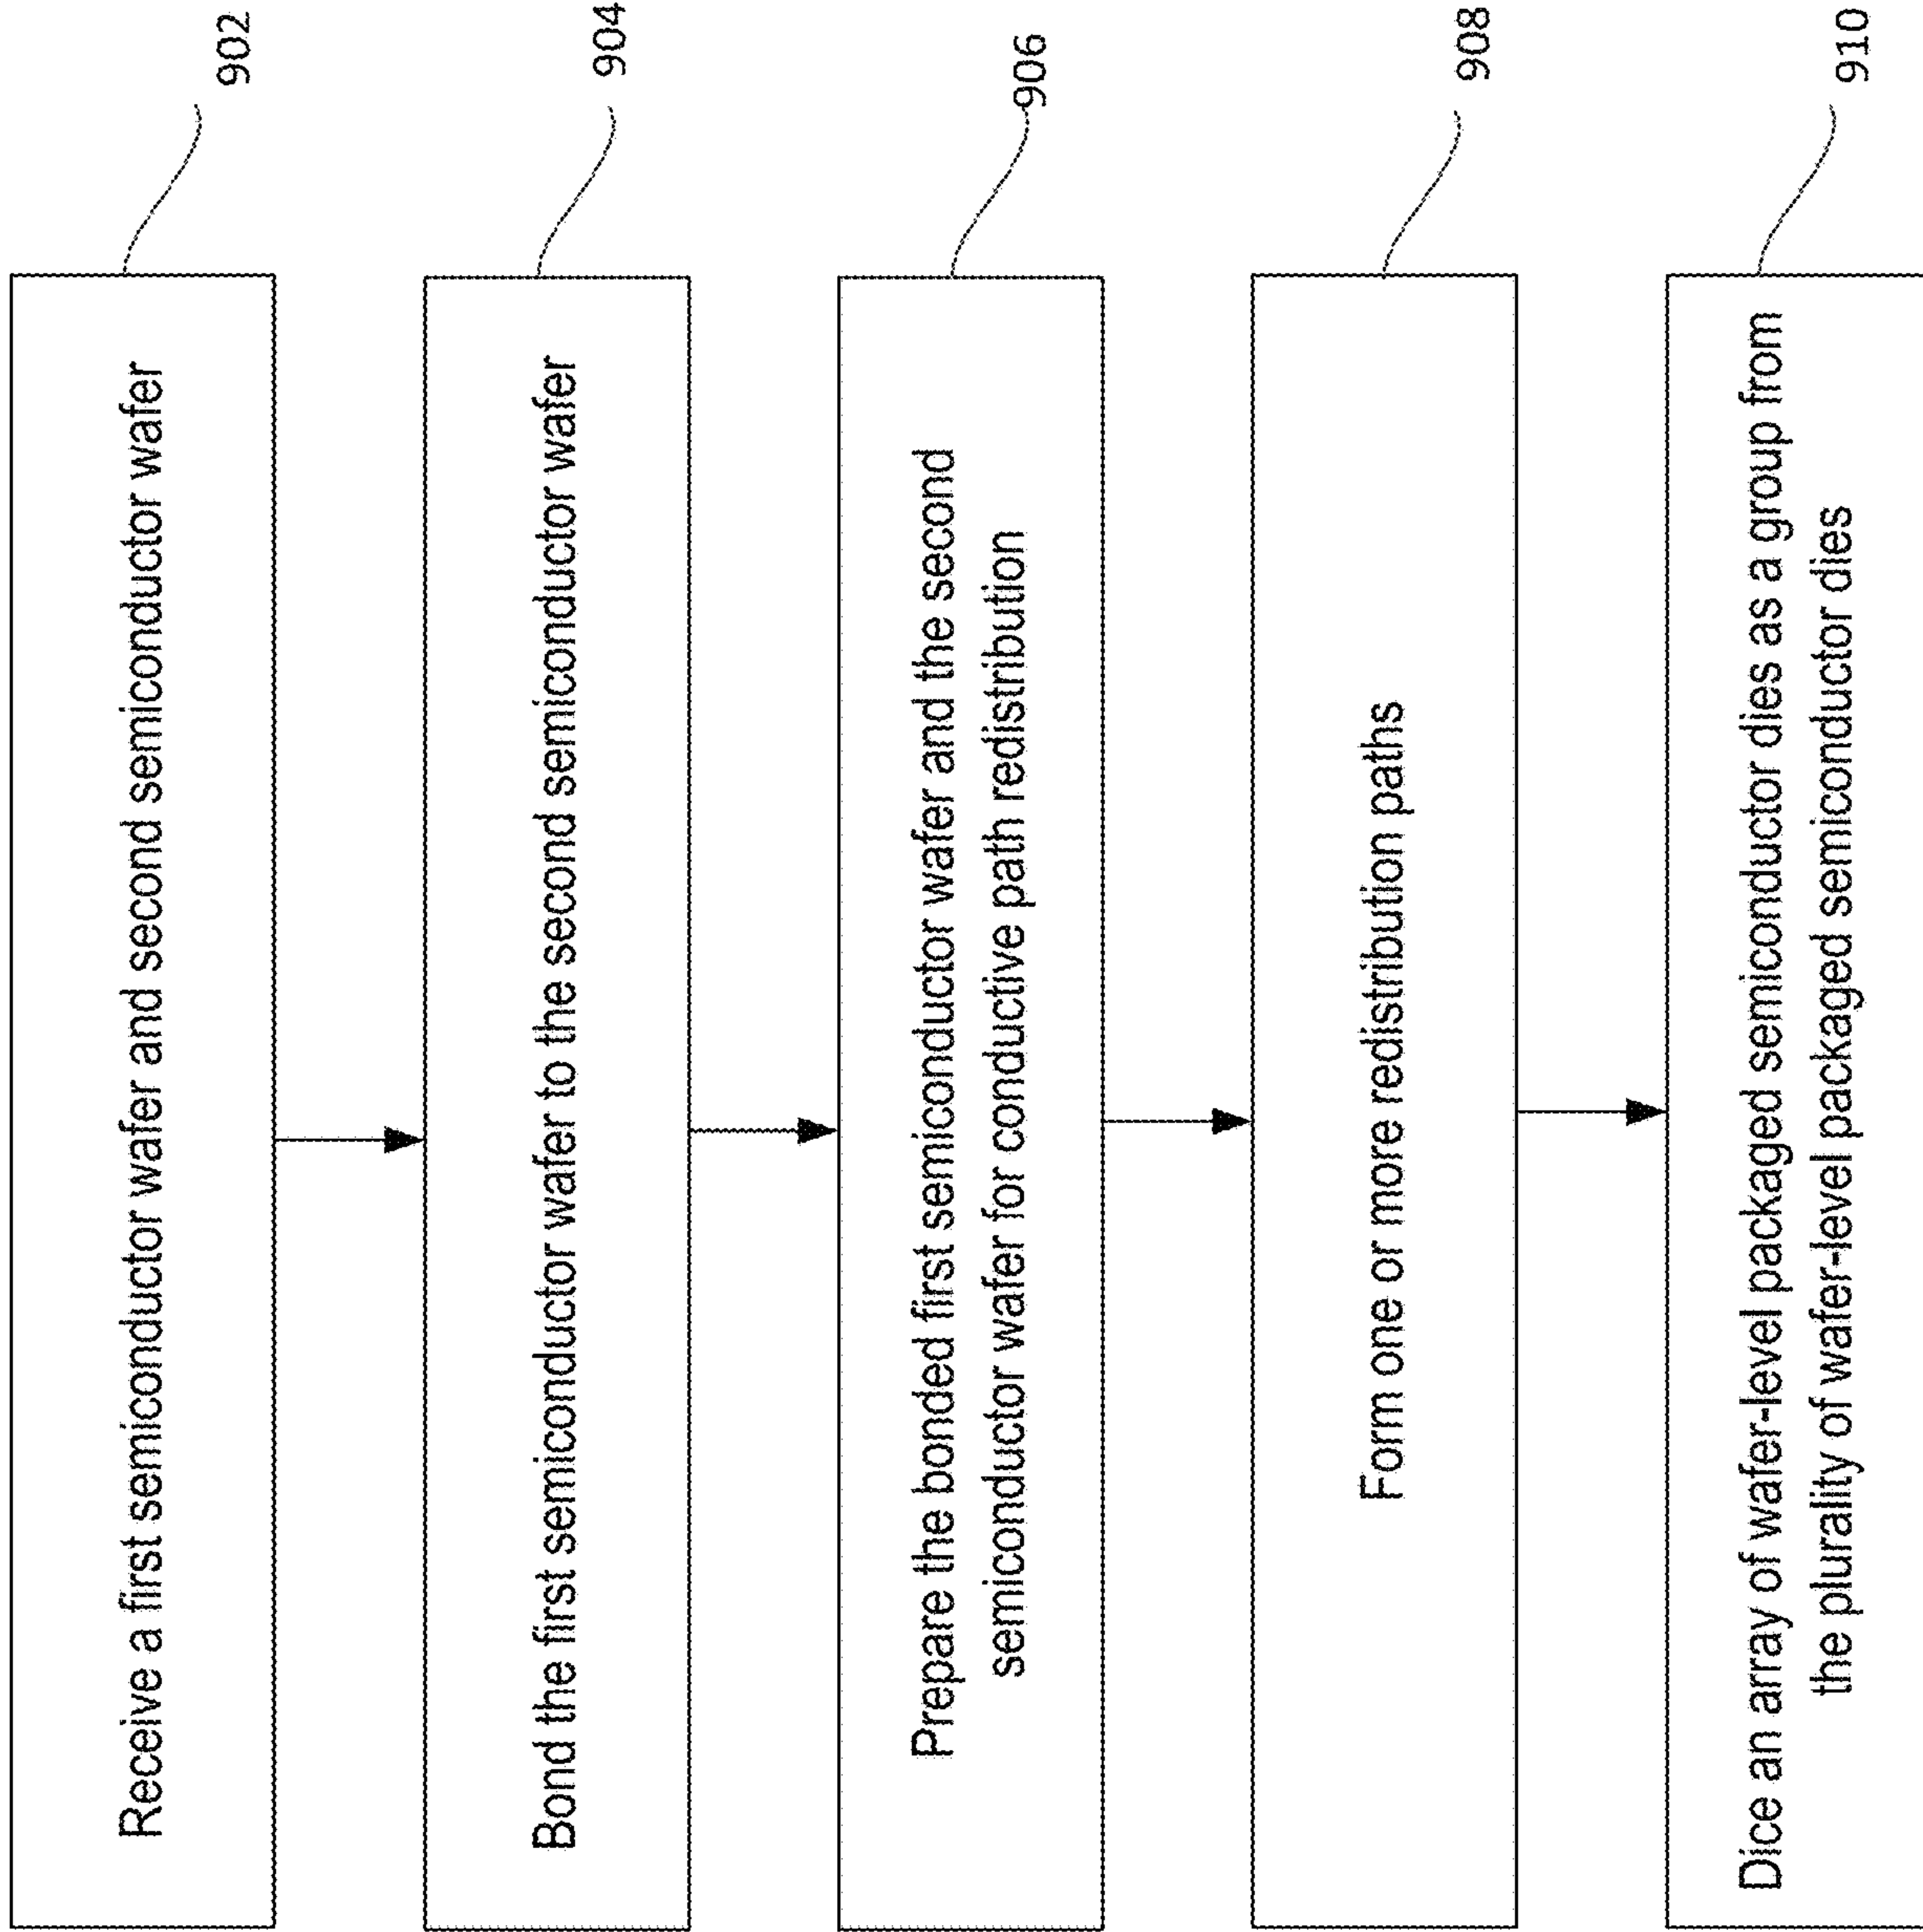 Receive a first semiconductor wafer and second semiconductor wafer
902
Bond the first semiconductor wafer to the second semiconductor wafer
904
Prepare the bonded first semiconductor wafer and the second
semiconductor wafer for conductive path redistribution
906
Form one or more redistribution paths
908
Dice an array of wafer-level packaged semiconductor dies as a group from
the plurality of wafer-level packaged semiconductor dies
910